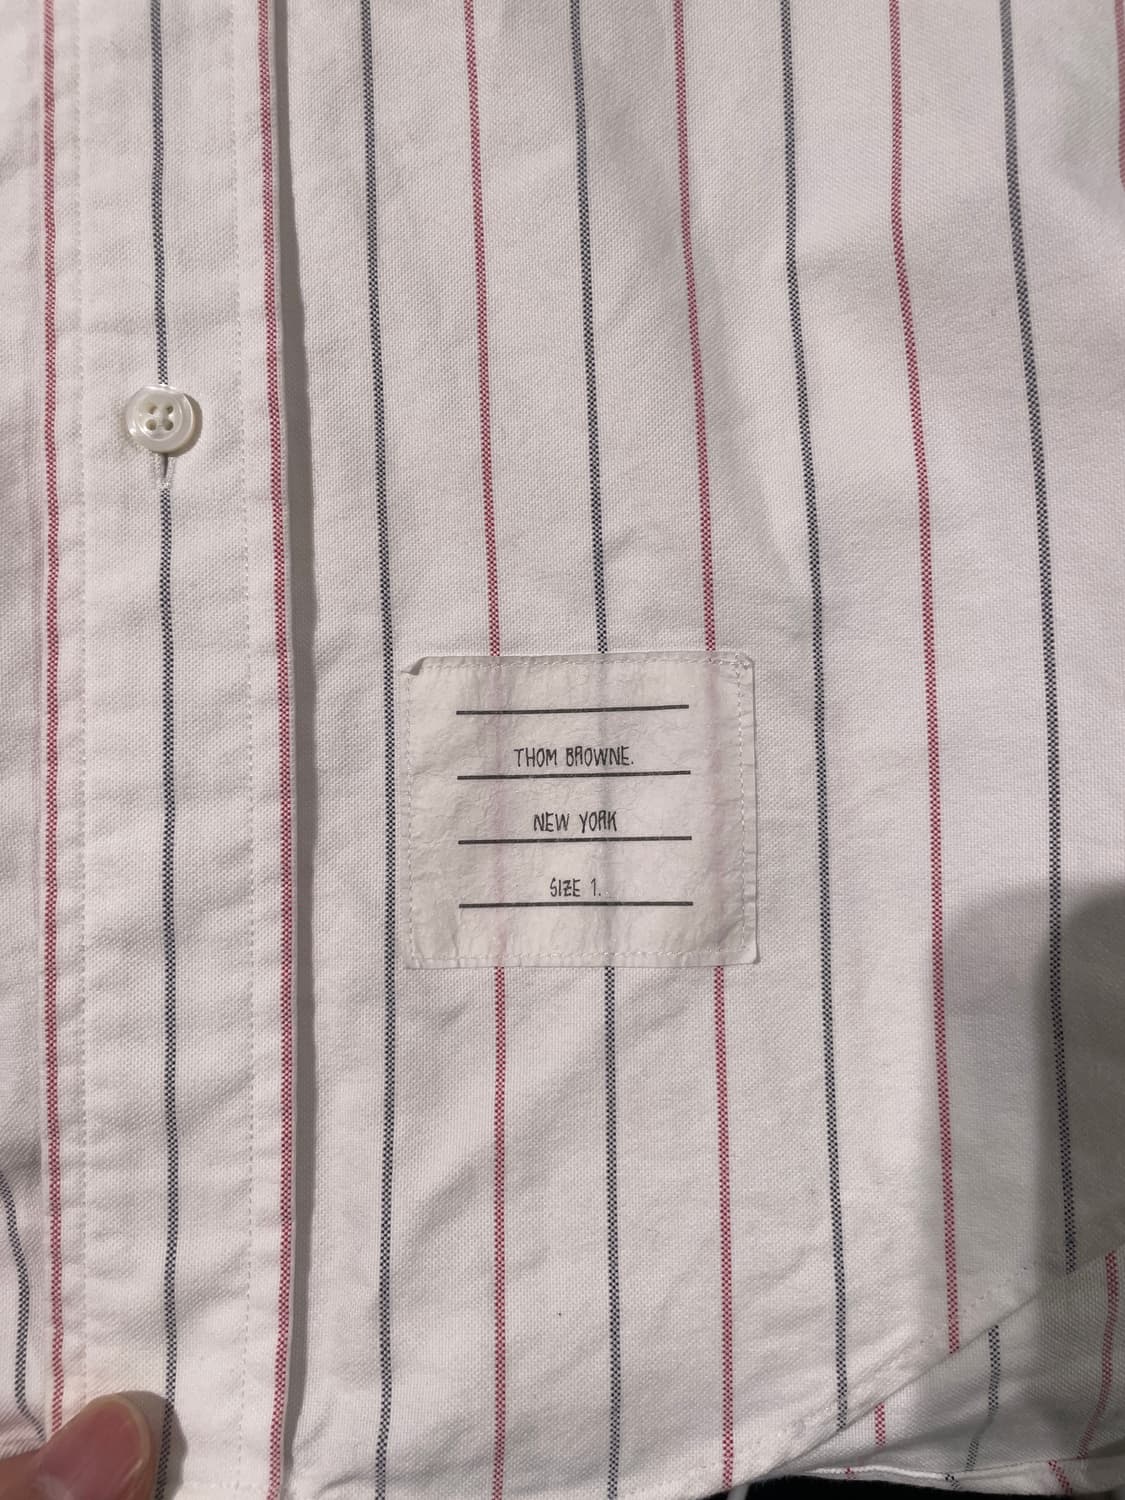 THOM BROWNE.
NEW YORK
SIZE 1.